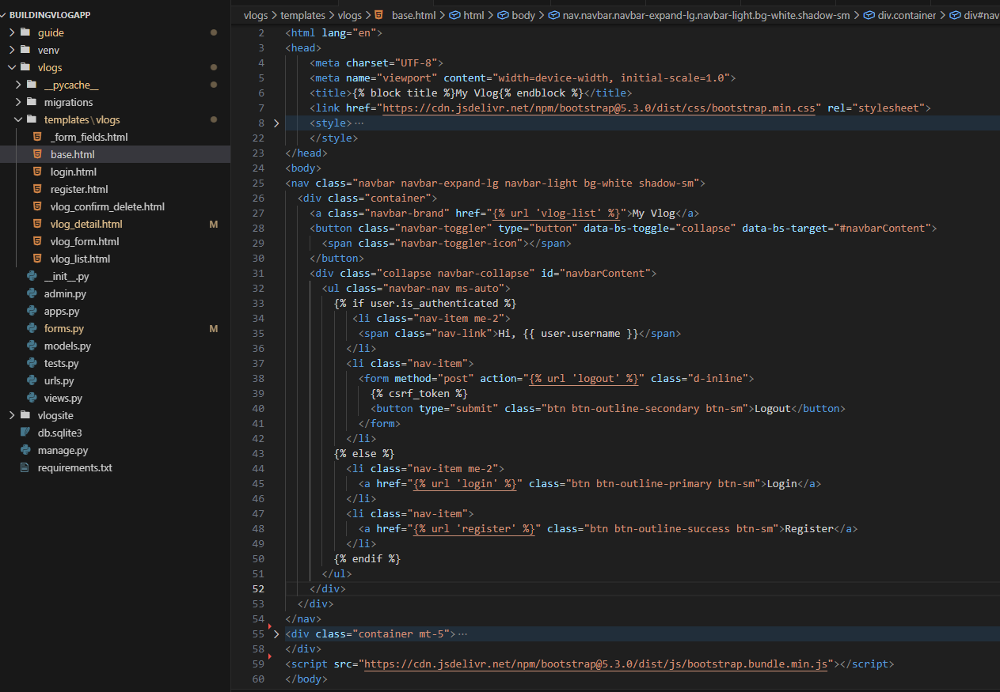 BUILDINGVLOGAPP
guide
venv
vlogs
__pycache__
migrations
templates\vlogs
_form_fields.html
base.html
login.html
register.html
vlog_confirm_delete.html
vlog_detail.html M
vlog_form.html
vlog_list.html
__init__.py
admin.py
apps.py
forms.py M
models.py
tests.py
urls.py
views.py
vlogsite
db.sqlite3
manage.py
requirements.txt
vlogs > templates > vlogs > base.html > html > body > nav.navbar.navbar-expand-lg.navbar-light.bg-white.shadow-sm > div.container > div#nav
2 <html lang="en">
3 <head>
4 <meta charset="UTF-8">
5 <meta name="viewport" content="width=device-width, initial-scale=1.0">
6 <title>{% block title %}My Vlog{% endblock %}</title>
7 <link href="https://cdn.jsdelivr.net/npm/bootstrap@5.3.0/dist/css/bootstrap.min.css" rel="stylesheet">
8 <style>···
22 </style>
23 </head>
24 <body>
25 <nav class="navbar navbar-expand-lg navbar-light bg-white shadow-sm">
26 <div class="container">
27 <a class="navbar-brand" href="{% url 'vlog-list' %}">My Vlog</a>
28 <button class="navbar-toggler" type="button" data-bs-toggle="collapse" data-bs-target="#navbarContent">
29 <span class="navbar-toggler-icon"></span>
30 </button>
31 <div class="collapse navbar-collapse" id="navbarContent">
32 <ul class="navbar-nav ms-auto">
33 {% if user.is_authenticated %}
34 <li class="nav-item me-2">
35 <span class="nav-link">Hi, {{ user.username }}</span>
36 </li>
37 <li class="nav-item">
38 <form method="post" action="{% url 'logout' %}" class="d-inline">
39 {% csrf_token %}
40 <button type="submit" class="btn btn-outline-secondary btn-sm">Logout</button>
41 </form>
42 </li>
43 {% else %}
44 <li class="nav-item me-2">
45 <a href="{% url 'login' %}" class="btn btn-outline-primary btn-sm">Login</a>
46 </li>
47 <li class="nav-item">
48 <a href="{% url 'register' %}" class="btn btn-outline-success btn-sm">Register</a>
49 </li>
50 {% endif %}
51 </ul>
52 </div>
53 </div>
54 </nav>
55 <div class="container mt-5">···
58 </div>
59 <script src="https://cdn.jsdelivr.net/npm/bootstrap@5.3.0/dist/js/bootstrap.bundle.min.js"></script>
60 </body>